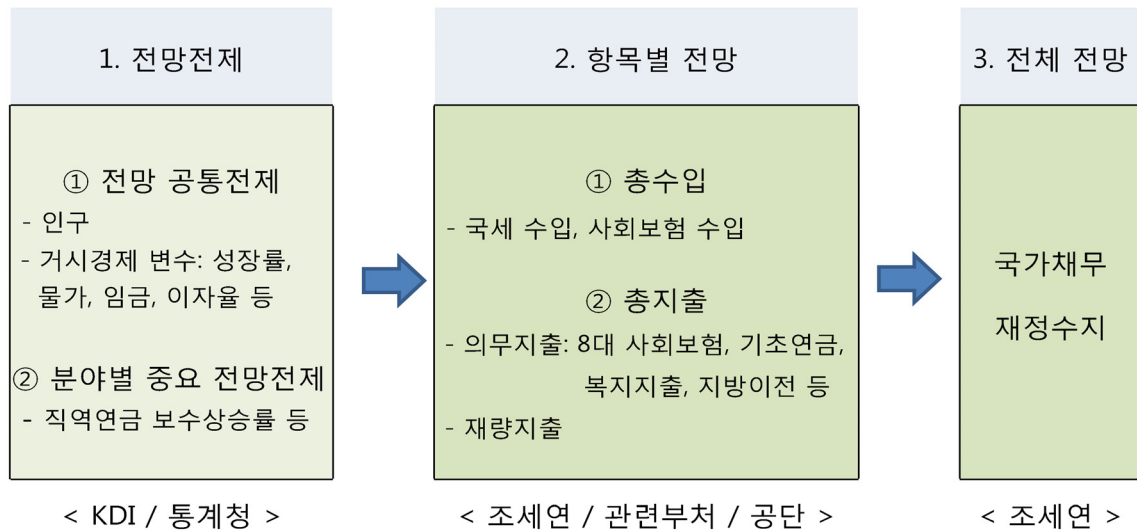 1. 전망전제
① 전망 공통전제
- 인구
- 거시경제 변수: 성장률,
물가, 임금, 이자율 등
② 분야별 중요 전망전제
- 직역연금 보수상승률 등
< KDI / 통계청 >
2. 항목별 전망
① 총수입
- 국세 수입, 사회보험 수입
② 총지출
- 의무지출: 8대 사회보험, 기초연금,
복지지출, 지방이전 등
- 재량지출
< 조세연 / 관련부처 / 공단 >
3. 전체 전망
국가채무
재정수지
< 조세연 >